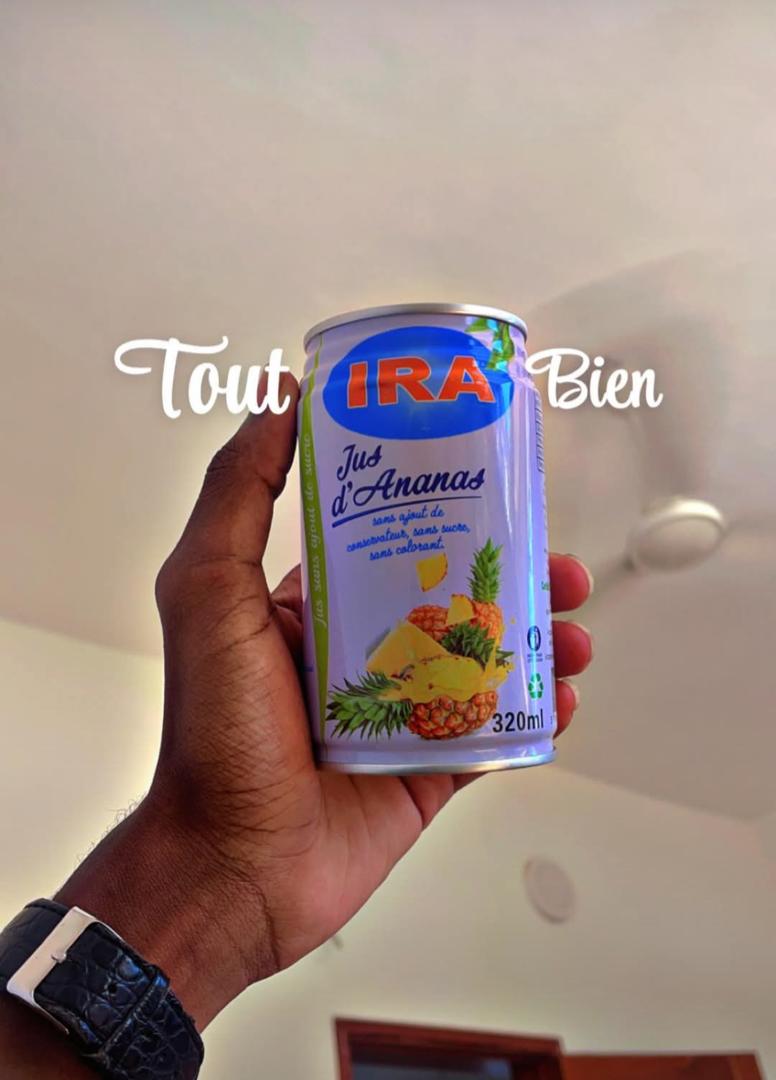 Tout IRA Bien
Jus
d'Ananas
sans ajout de
conservateur, sans sucre,
sans colorant.
Jus sans ajout de sucre
320ml